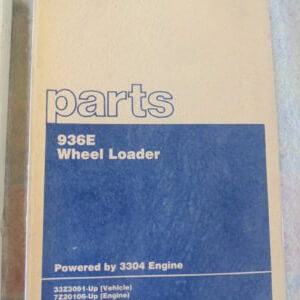 parts
936E
Wheel Loader
Powered by 3304 Engine
33Z3091-Up (Vehicle)
7Z20106-Up (Engine)